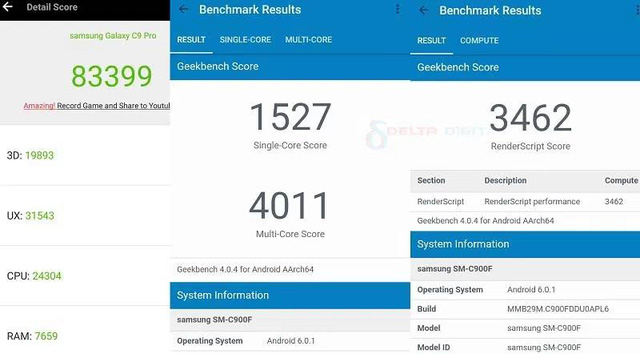 Detail Score
samsung Galaxy C9 Pro
83399
Amazing! Record Game and Share to Youtu
3D: 19893
UX: 31543
CPU: 24304
RAM: 7659
Benchmark Results
RESULT SINGLE-CORE MULTI-CORE
Geekbench Score
1527
Single-Core Score
4011
Multi-Core Score
Geekbench 4.0.4 for Android AArch64
System Information
samsung SM-C900F
Operating System Android 6.0.1
Benchmark Results
RESULT COMPUTE
Geekbench Score
DELTA DIGIT
3462
RenderScript Score
Section Description Compute
RenderScript RenderScript performance 3462
Geekbench 4.0.4 for Android AArch64
System Information
samsung SM-C900F
Operating System Android 6.0.1
Build MMB29M.C900FDDU0APL6
Model samsung SM-C900F
Model ID samsung SM-C900F